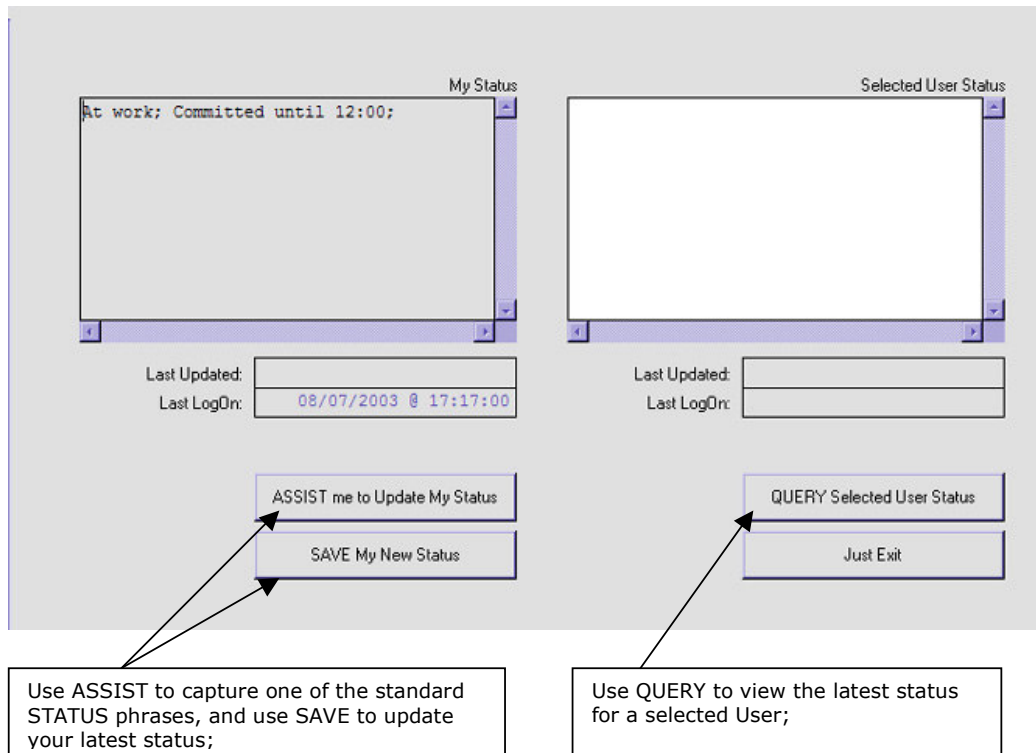 My Status
At work; Committed until 12:00;
Last Updated:
Last LogOn: 08/07/2003 @ 17:17:00
ASSIST me to Update My Status
SAVE My New Status
Selected User Status
Last Updated:
Last LogOn:
QUERY Selected User Status
Just Exit
Use ASSIST to capture one of the standard
STATUS phrases, and use SAVE to update
your latest status;
Use QUERY to view the latest status
for a selected User;